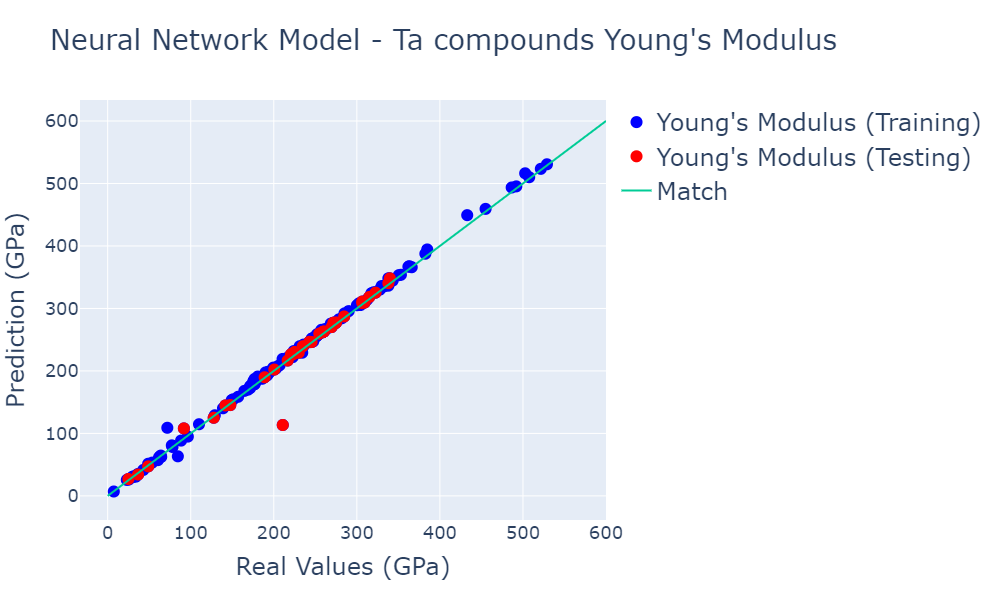 Neural Network Model - Ta compounds Young's Modulus
Prediction (GPa)
600
500
400
300
200
100
0
0 100 200 300 400 500 600
Real Values (GPa)
Young's Modulus (Training)
Young's Modulus (Testing)
Match